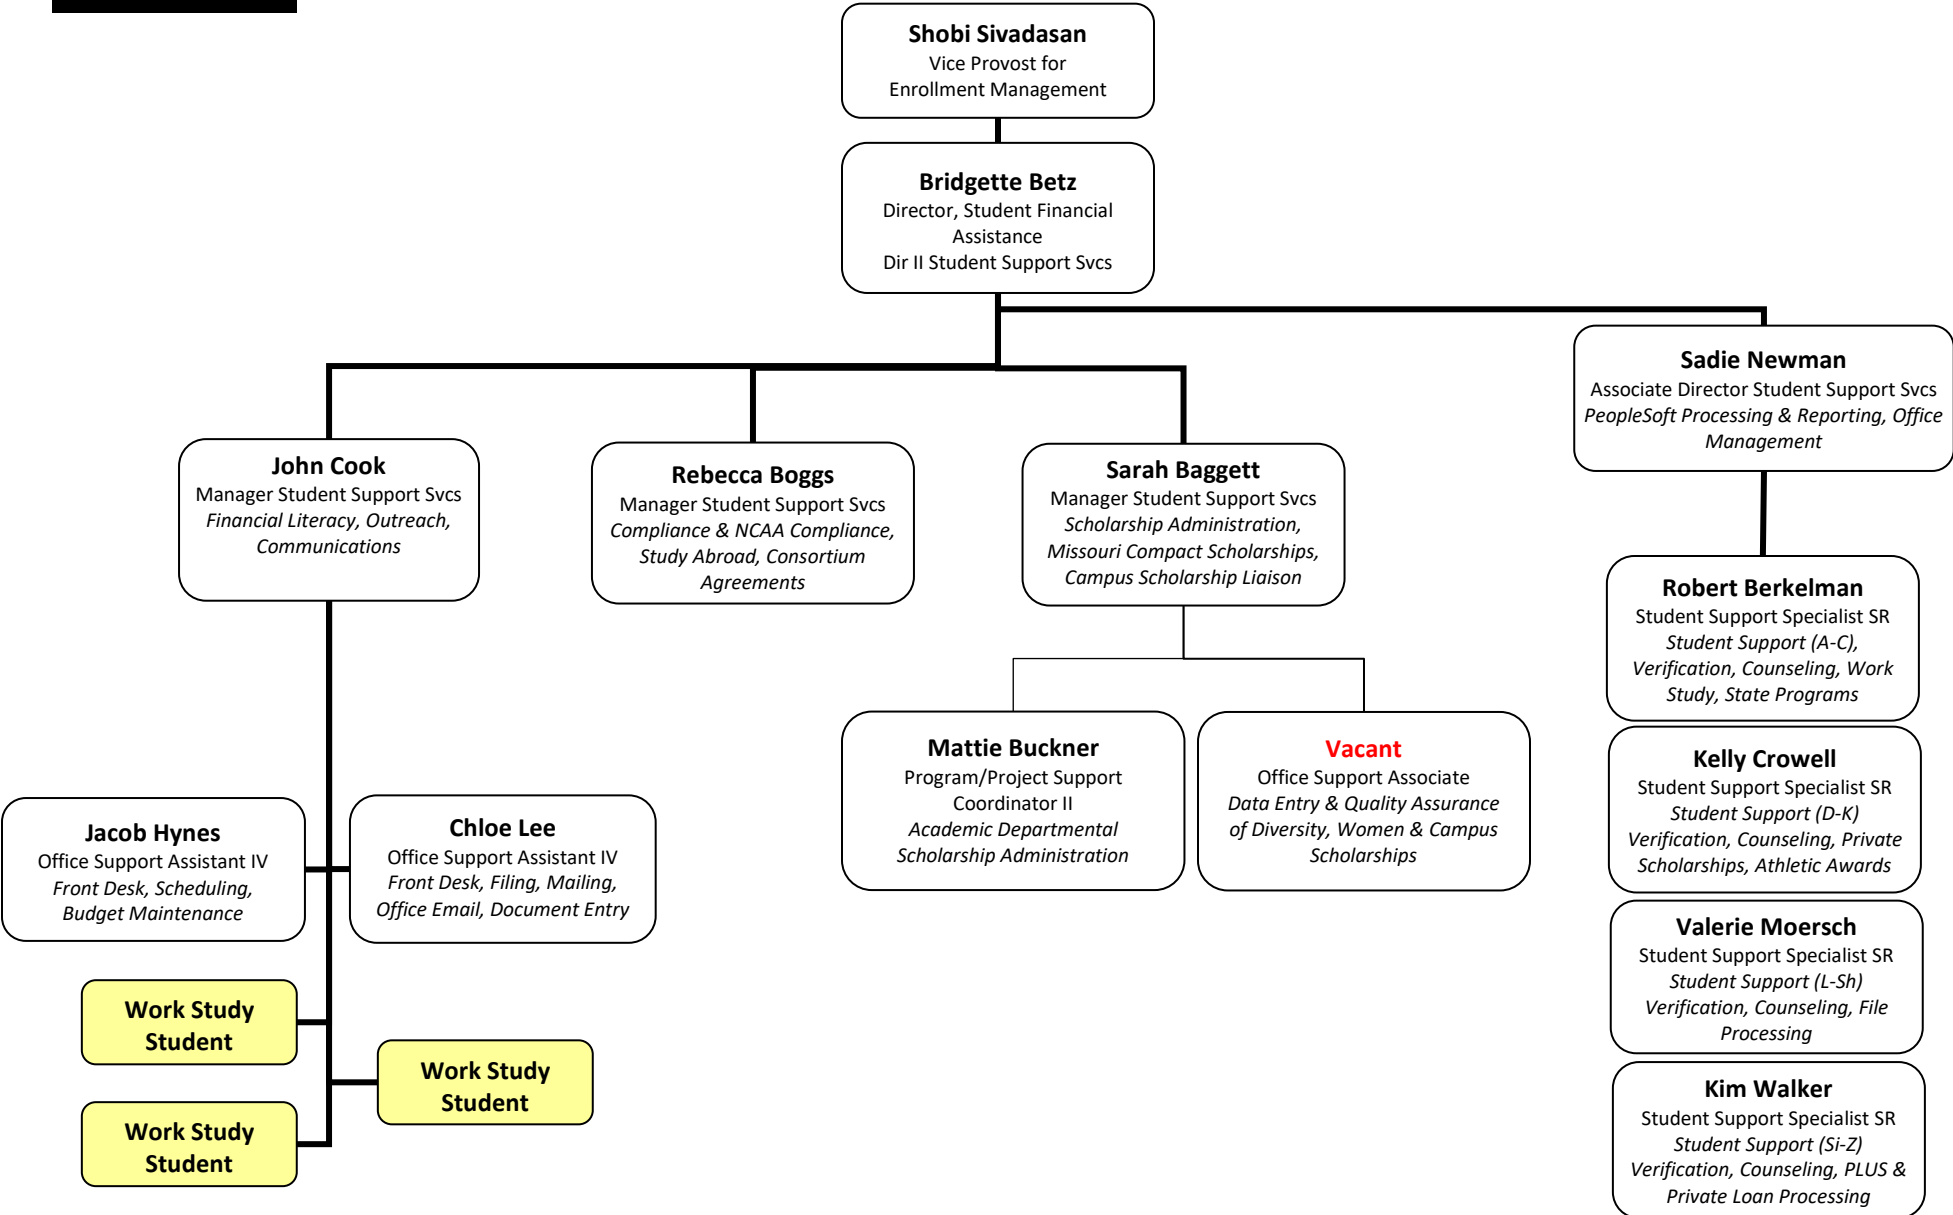 Shobi Sivadasan
Vice Provost for
Enrollment Management
Bridgette Betz
Director, Student Financial
Assistance
Dir II Student Support Svcs
Sadie Newman
Associate Director Student Support Svcs
PeopleSoft Processing & Reporting, Office
Management
John Cook
Manager Student Support Svcs
Financial Literacy, Outreach,
Communications
Rebecca Boggs
Manager Student Support Svcs
Compliance & NCAA Compliance,
Study Abroad, Consortium
Agreements
Sarah Baggett
Manager Student Support Svcs
Scholarship Administration,
Missouri Compact Scholarships,
Campus Scholarship Liaison
Robert Berkelman
Student Support Specialist SR
Student Support (A-C),
Verification, Counseling, Work
Study, State Programs
Mattie Buckner
Program/Project Support
Coordinator II
Academic Departmental
Scholarship Administration
Vacant
Office Support Associate
Data Entry & Quality Assurance
of Diversity, Women & Campus
Scholarships
Kelly Crowell
Student Support Specialist SR
Student Support (D-K)
Verification, Counseling, Private
Scholarships, Athletic Awards
Jacob Hynes
Office Support Assistant IV
Front Desk, Scheduling,
Budget Maintenance
Chloe Lee
Office Support Assistant IV
Front Desk, Filing, Mailing,
Office Email, Document Entry
Valerie Moersch
Student Support Specialist SR
Student Support (L-Sh)
Verification, Counseling, File
Processing
Work Study
Student
Work Study
Student
Work Study
Student
Kim Walker
Student Support Specialist SR
Student Support (Si-Z)
Verification, Counseling, PLUS &
Private Loan Processing